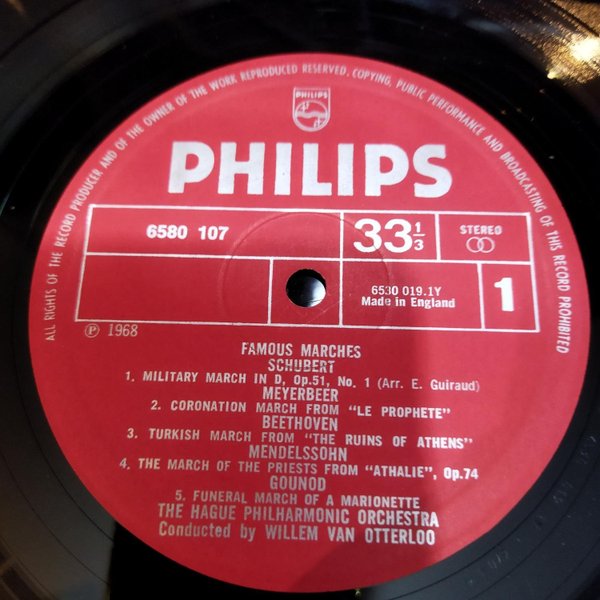 ALL RIGHTS OF THE RECORD PRODUCER AND OF THE OWNER OF THE WORK REPRODUCED RESERVED. COPYING, PUBLIC PERFORMANCE AND BROADCASTING OF THIS RECORD PROHIBITED
PHILIPS
PHILIPS
6580 107
33 1/3
STEREO
6530 019.1Y
Made in England
1
℗ 1968
FAMOUS MARCHES
SCHUBERT
1. MILITARY MARCH IN D, Op.51, No. 1 (Arr. E. Guiraud)
MEYERBEER
2. CORONATION MARCH FROM "LE PROPHETE"
BEETHOVEN
3. TURKISH MARCH FROM "THE RUINS OF ATHENS"
MENDELSSOHN
4. THE MARCH OF THE PRIESTS FROM "ATHALIE", Op.74
GOUNOD
5. FUNERAL MARCH OF A MARIONETTE
THE HAGUE PHILHARMONIC ORCHESTRA
Conducted by WILLEM VAN OTTERLOO